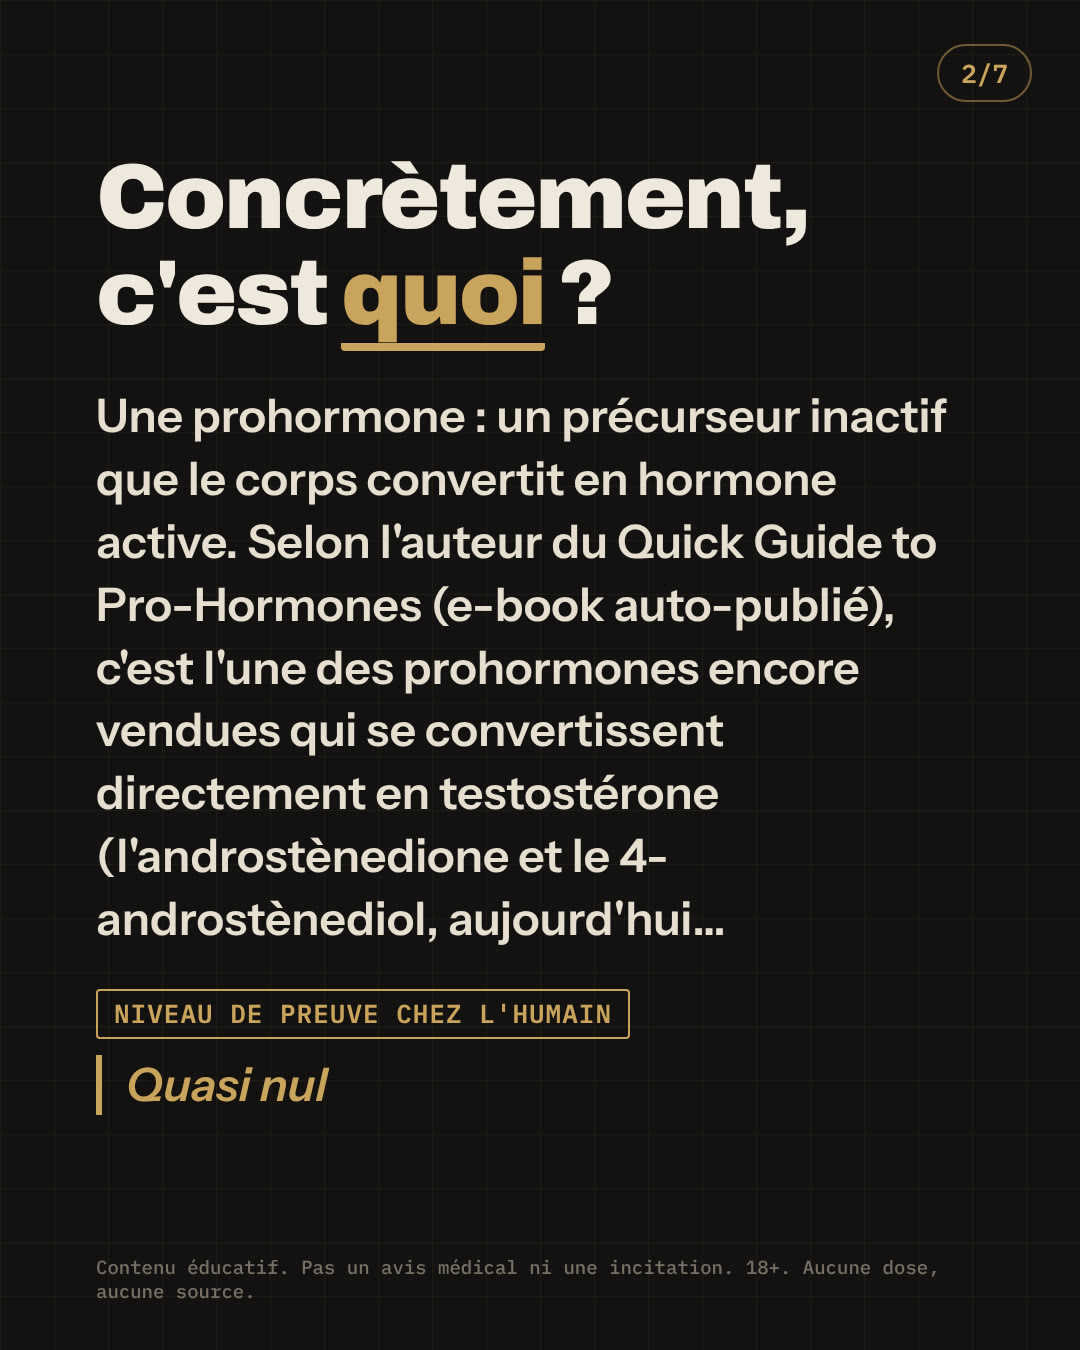 2/7
Concrètement,
c'est quoi ?
Une prohormone : un précurseur inactif
que le corps convertit en hormone
active. Selon l'auteur du Quick Guide to
Pro-Hormones (e-book auto-publié),
c'est l'une des prohormones encore
vendues qui se convertissent
directement en testostérone
(l'androstènedione et le 4-
androstènediol, aujourd'hui...
NIVEAU DE PREUVE CHEZ L'HUMAIN
Quasi nul
Contenu éducatif. Pas un avis médical ni une incitation. 18+. Aucune dose,
aucune source.